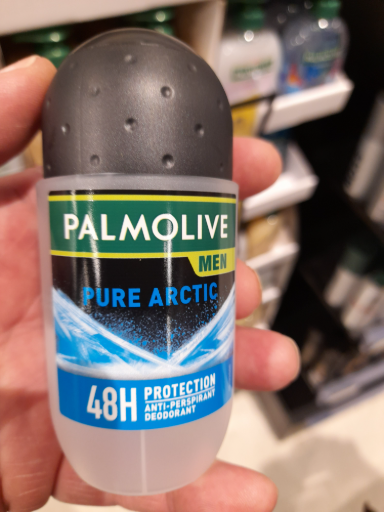 PALMOLIVE
MEN
PURE ARCTIC
48H PROTECTION
ANTI-PERSPIRANT
DEODORANT